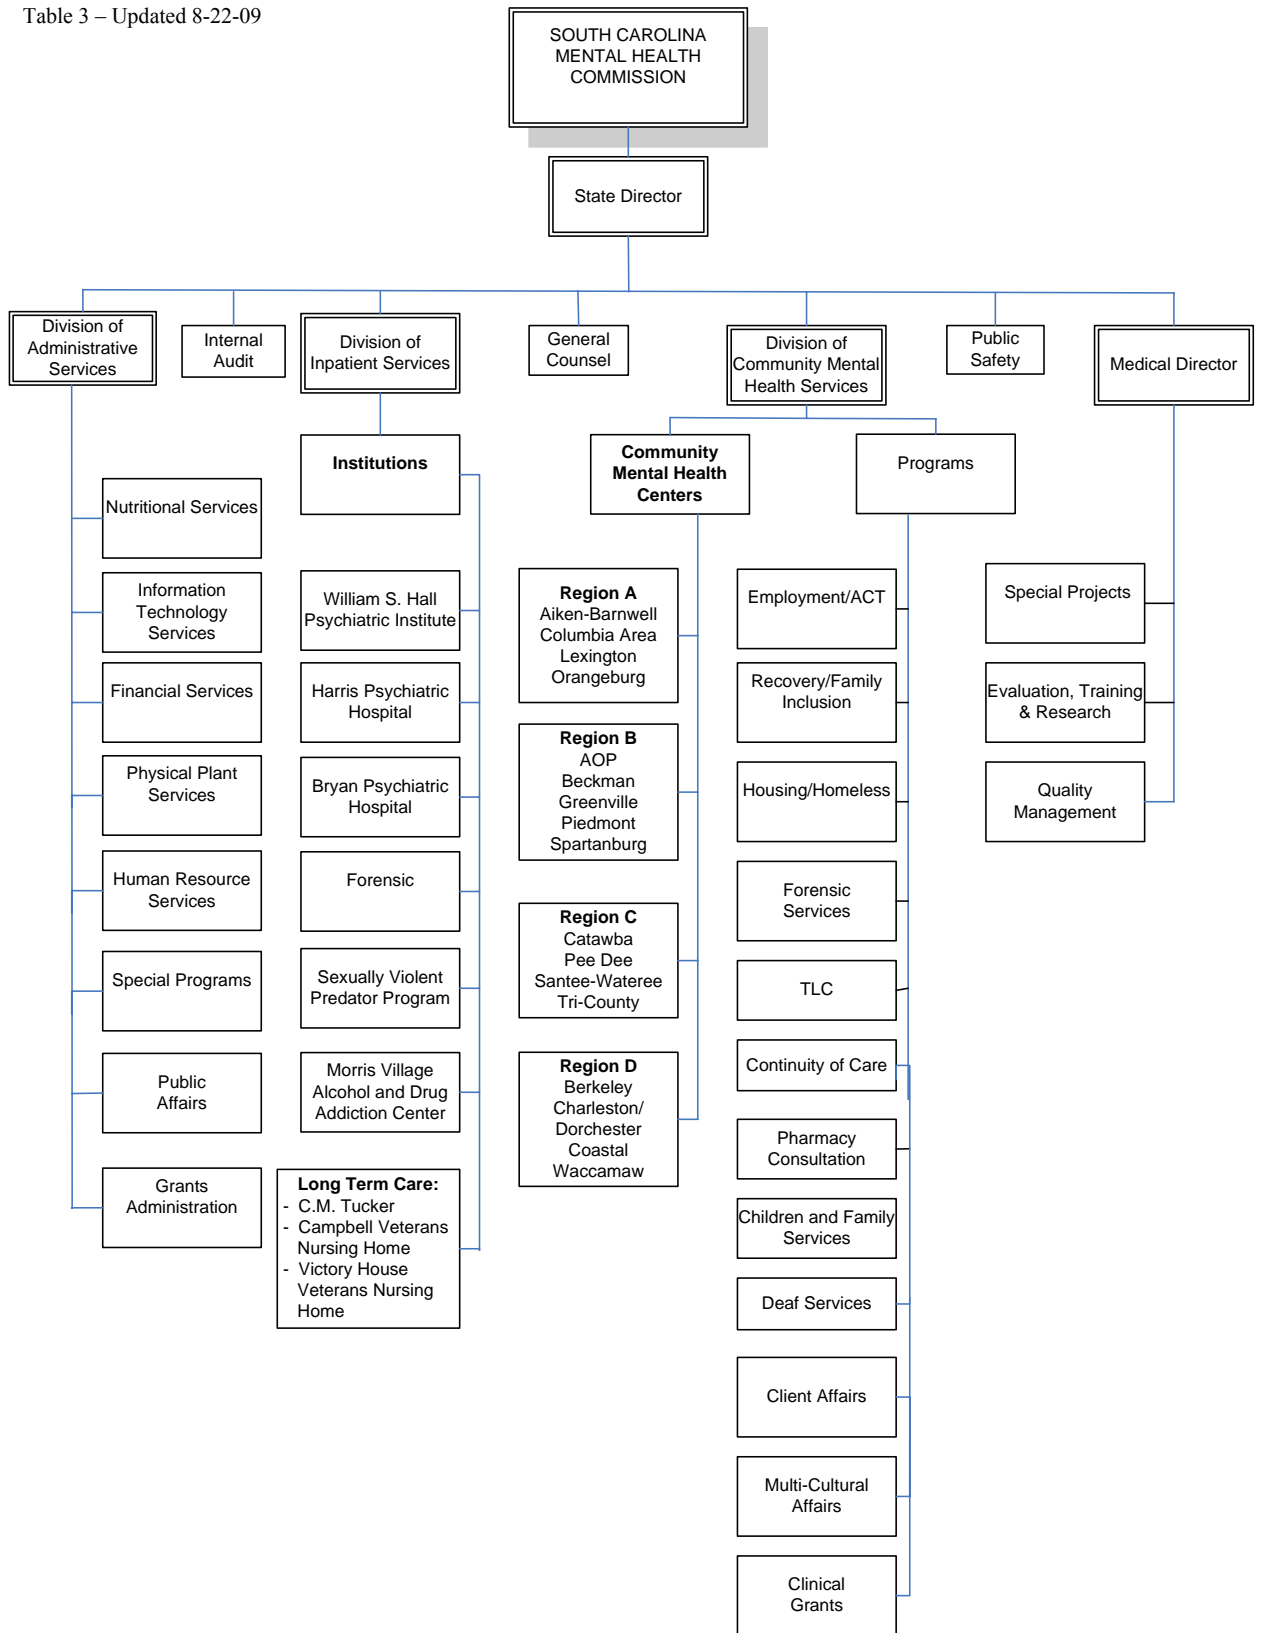 Table 3 – Updated 8-22-09
SOUTH CAROLINA
MENTAL HEALTH
COMMISSION
State Director
Division of
Administrative
Services
Internal
Audit
Division of
Inpatient Services
General
Counsel
Division of
Community Mental
Health Services
Public
Safety
Medical Director
Nutritional Services
Information
Technology
Services
Financial Services
Physical Plant
Services
Human Resource
Services
Special Programs
Public
Affairs
Grants
Administration
Institutions
William S. Hall
Psychiatric Institute
Harris Psychiatric
Hospital
Bryan Psychiatric
Hospital
Forensic
Sexually Violent
Predator Program
Morris Village
Alcohol and Drug
Addiction Center
Long Term Care:
- C.M. Tucker
- Campbell Veterans
Nursing Home
- Victory House
Veterans Nursing
Home
Community
Mental Health
Centers
Region A
Aiken-Barnwell
Columbia Area
Lexington
Orangeburg
Region B
AOP
Beckman
Greenville
Piedmont
Spartanburg
Region C
Catawba
Pee Dee
Santee-Wateree
Tri-County
Region D
Berkeley
Charleston/
Dorchester
Coastal
Waccamaw
Programs
Employment/ACT
Recovery/Family
Inclusion
Housing/Homeless
Forensic
Services
TLC
Continuity of Care
Pharmacy
Consultation
Children and Family
Services
Deaf Services
Client Affairs
Multi-Cultural
Affairs
Clinical
Grants
Special Projects
Evaluation, Training
& Research
Quality
Management